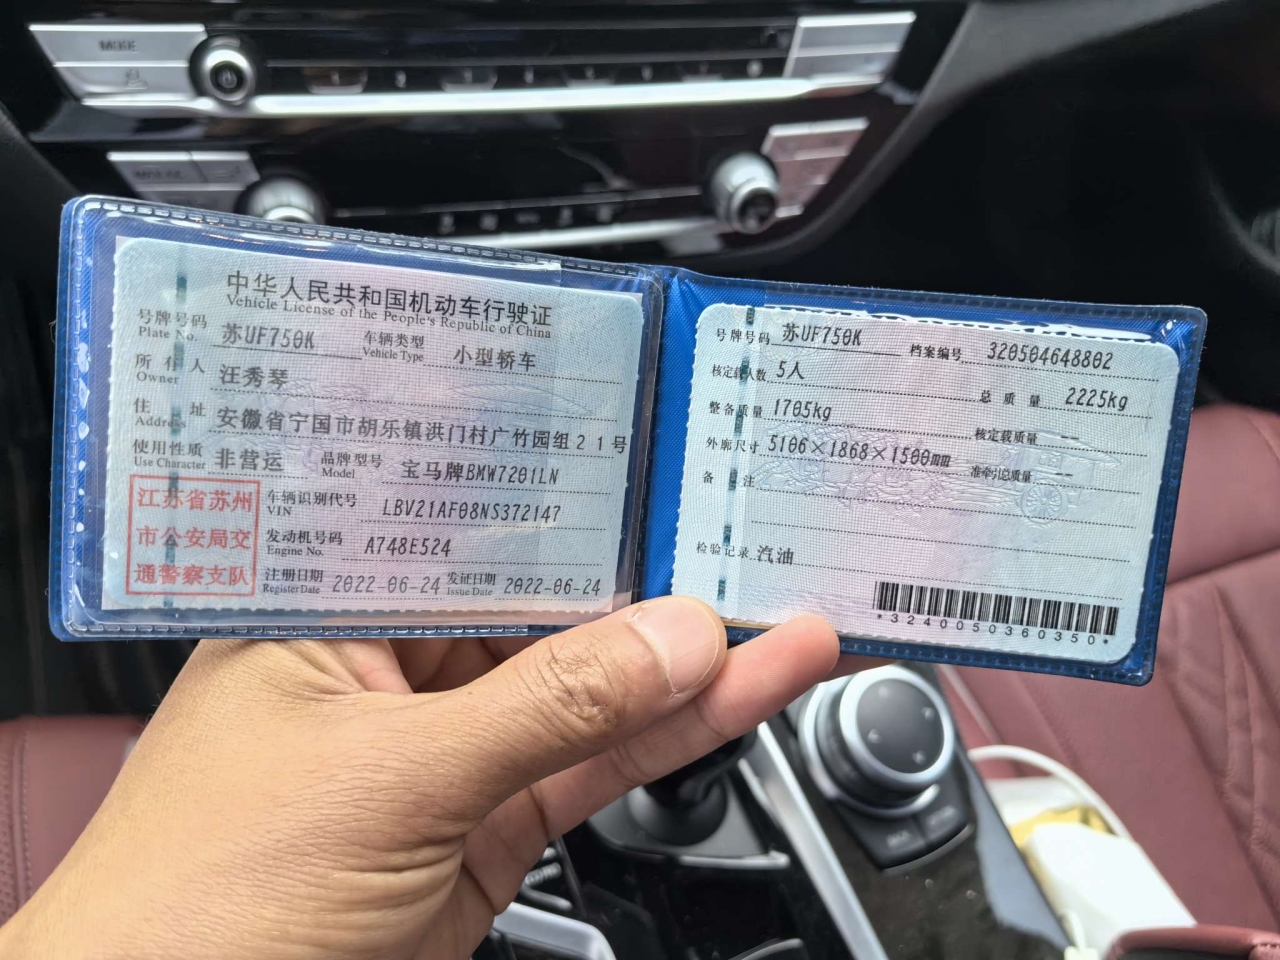 MODE
中华人民共和国机动车行驶证
Vehicle License of the People's Republic of China
号牌号码 苏UF750K 车辆类型 小型轿车
Plate No. Vehicle Type
所有人 汪秀琴
Owner
住址 安徽省宁国市胡乐镇洪门村广竹园组21号
Address
使用性质 非营运 品牌型号 宝马牌BMW7201LN
Use Character Model
江苏省苏州
市公安局交
通警察支队
车辆识别代号 LBV21AF08NS372147
VIN
发动机号码 A748E524
Engine No.
注册日期 2022-06-24 发证日期 2022-06-24
Register Date Issue Date
号牌号码 苏UF750K 档案编号 320504648802
核定载人数 5人 总质量 2225kg
整备质量 1705kg 核定载质量 --
外廓尺寸 5106×1868×1500mm 准牵引总质量 --
备注
检验记录 汽油
*3240050360350*
BACK